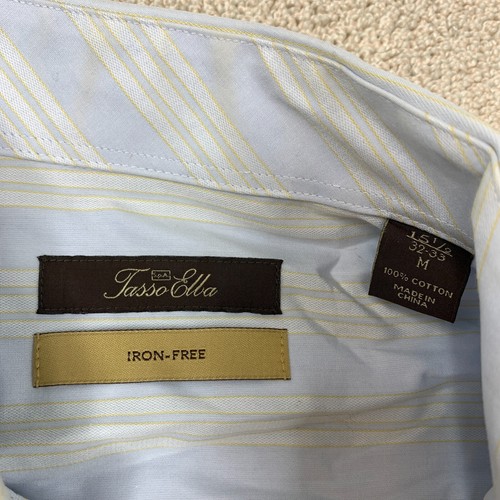 S.p.A.
Tasso Elba
IRON-FREE
15 1/2
32-33
M
100% COTTON
MADE IN
CHINA